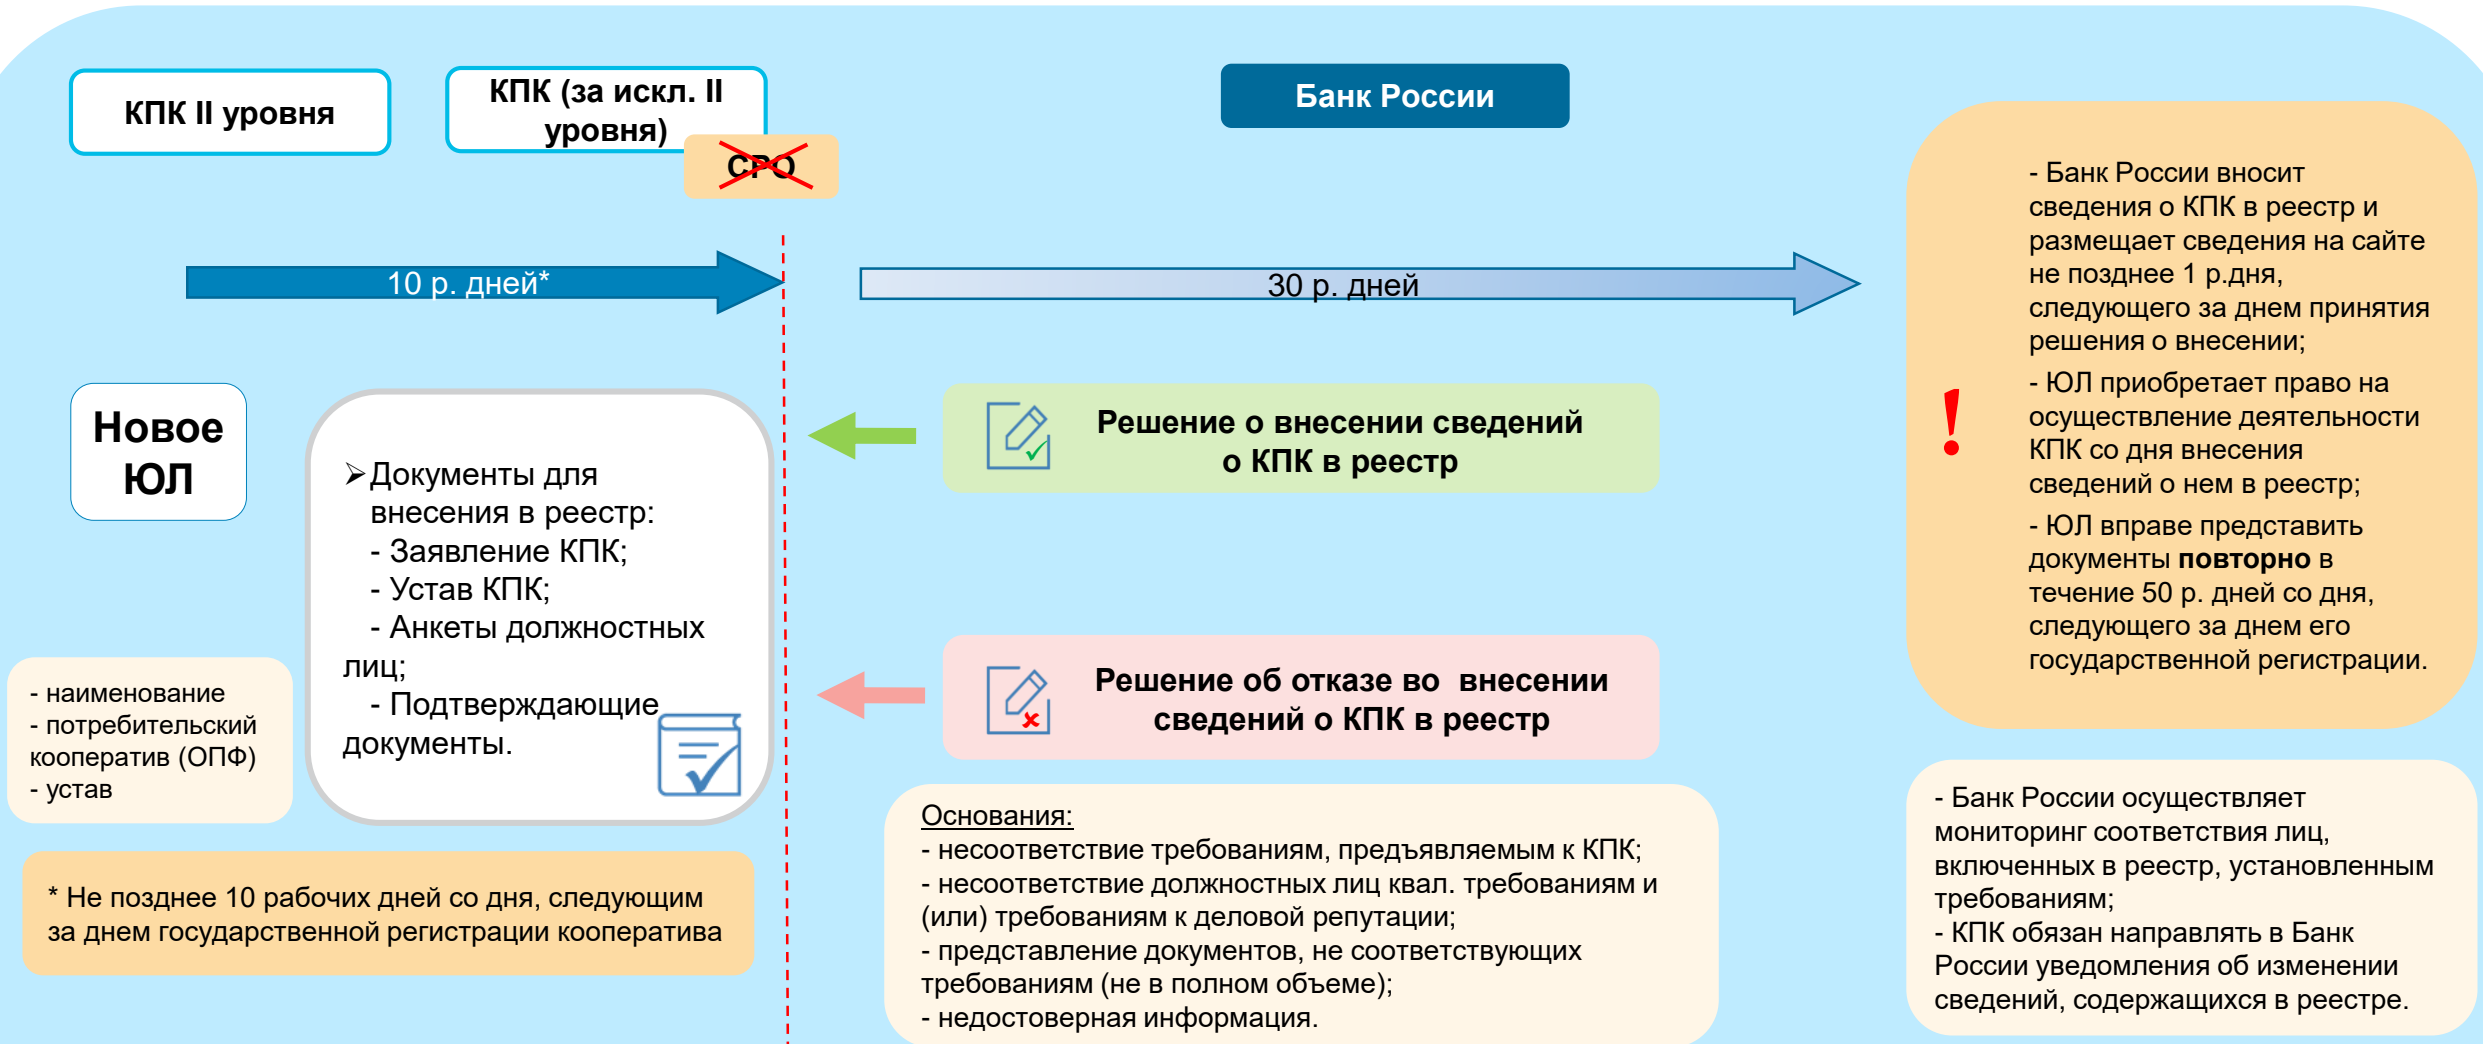 КПК II уровня
КПК (за искл. II
уровня)
СРО
Банк России
10 р. дней*
30 р. дней
Новое
ЮЛ
- наименование
- потребительский
кооператив (ОПФ)
- устав
➢Документы для
внесения в реестр:
- Заявление КПК;
- Устав КПК;
- Анкеты должностных
лиц;
- Подтверждающие
документы.
* Не позднее 10 рабочих дней со дня, следующим
за днем государственной регистрации кооператива
Решение о внесении сведений
о КПК в реестр
Решение об отказе во внесении
сведений о КПК в реестр
Основания:
- несоответствие требованиям, предъявляемым к КПК;
- несоответствие должностных лиц квал. требованиям и
(или) требованиям к деловой репутации;
- представление документов, не соответствующих
требованиям (не в полном объеме);
- недостоверная информация.
!
- Банк России вносит
сведения о КПК в реестр и
размещает сведения на сайте
не позднее 1 р.дня,
следующего за днем принятия
решения о внесении;
- ЮЛ приобретает право на
осуществление деятельности
КПК со дня внесения
сведений о нем в реестр;
- ЮЛ вправе представить
документы повторно в
течение 50 р. дней со дня,
следующего за днем его
государственной регистрации.
- Банк России осуществляет
мониторинг соответствия лиц,
включенных в реестр, установленным
требованиям;
- КПК обязан направлять в Банк
России уведомления об изменении
сведений, содержащихся в реестре.